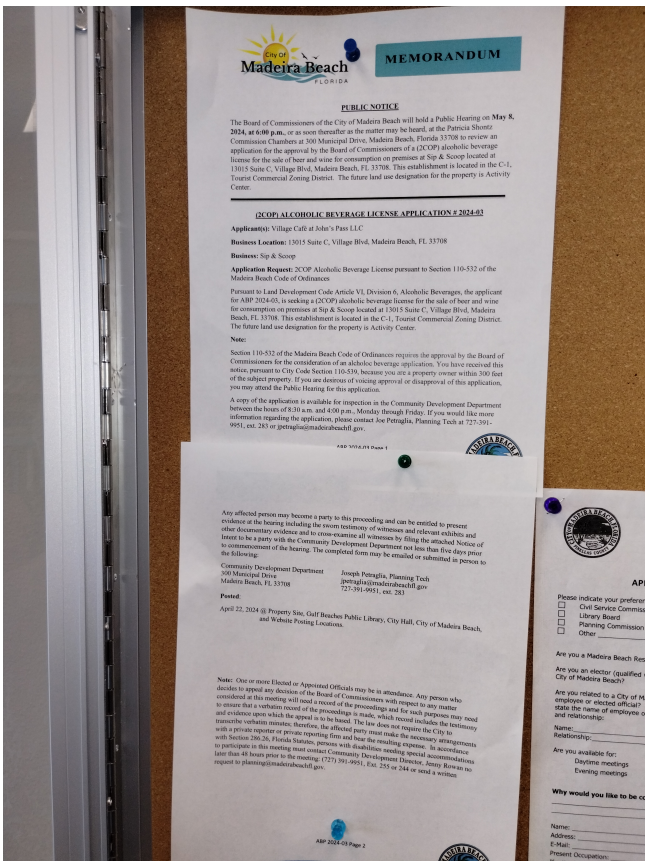 City Of
Madeira Beach
FLORIDA
MEMORANDUM
PUBLIC NOTICE
The Board of Commissioners of the City of Madeira Beach will hold a Public Hearing on May 8,
2024, at 6:00 p.m., or as soon thereafter as the matter may be heard, at the Patricia Shontz
Commission Chambers at 300 Municipal Drive, Madeira Beach, Florida 33708 to review an
application for the approval by the Board of Commissioners of a (2COP) alcoholic beverage
license for the sale of beer and wine for consumption on premises at Sip & Scoop located at
13015 Suite C, Village Blvd, Madeira Beach, FL 33708. This establishment is located in the C-1,
Tourist Commercial Zoning District. The future land use designation for the property is Activity
Center.
(2COP) ALCOHOLIC BEVERAGE LICENSE APPLICATION # 2024-03
Applicant(s): Village Café at John's Pass LLC
Business Location: 13015 Suite C, Village Blvd, Madeira Beach, FL 33708
Business: Sip & Scoop
Application Request: 2COP Alcoholic Beverage License pursuant to Section 110-532 of the
Madeira Beach Code of Ordinances
Pursuant to Land Development Code Article VI, Division 6, Alcoholic Beverages, the applicant
for ABP 2024-03, is seeking a (2COP) alcoholic beverage license for the sale of beer and wine
for consumption on premises at Sip & Scoop located at 13015 Suite C, Village Blvd, Madeira
Beach, FL 33708. This establishment is located in the C-1, Tourist Commercial Zoning District.
The future land use designation for the property is Activity Center.
Note:
Section 110-532 of the Madeira Beach Code of Ordinances requires the approval by the Board of
Commissioners for the consideration of an alcoholoc beverage application. You have received this
notice, pursuant to City Code Section 110-539, because you are a property owner within 300 feet
of the subject property. If you are desirous of voicing approval or disapproval of this application,
you may attend the Public Hearing for this application.
A copy of the application is available for inspection in the Community Development Department
between the hours of 8:30 a.m. and 4:00 p.m., Monday through Friday. If you would like more
information regarding the application, please contact Joe Petraglia, Planning Tech at 727-391-
9951, ext. 283 or jpetraglia@madeirabeachfl.gov.
ABP 2024-03 Page 1
Any affected person may become a party to this proceeding and can be entitled to present
evidence at the hearing including the sworn testimony of witnesses and relevant exhibits and
other documentary evidence and to cross-examine all witnesses by filing the attached Notice of
Intent to be a party with the Community Development Department not less than five days prior
to commencement of the hearing. The completed form may be emailed or submitted in person to
the following:
Community Development Department Joseph Petraglia, Planning Tech
300 Municipal Drive jpetraglia@madeirabeachfl.gov
Madeira Beach, FL 33708 727-391-9951, ext. 283
Posted:
April 22, 2024 @ Property Site, Gulf Beaches Public Library, City Hall, City of Madeira Beach,
and Website Posting Locations.
Note: One or more Elected or Appointed Officials may be in attendance. Any person who
decides to appeal any decision of the Board of Commissioners with respect to any matter
considered at this meeting will need a record of the proceedings and for such purposes may need
to ensure that a verbatim record of the proceedings is made, which record includes the testimony
and evidence upon which the appeal is to be based. The law does not require the City to
transcribe verbatim minutes; therefore, the affected party must make the necessary arrangements
with a private reporter or private reporting firm and bear the resulting expense. In accordance
with Section 286.26, Florida Statutes, persons with disabilities needing special accommodations
to participate in this meeting must contact Community Development Director, Jenny Rowan no
later than 48 hours prior to the meeting: (727) 391-9951, Ext. 255 or 244 or send a written
request to planning@madeirabeachfl.gov.
ABP 2024-03 Page 2
Please indicate your preferen
Civil Service Commiss
Library Board
Planning Commission
Other
Are you a Madeira Beach Res
Are you an elector (qualified
City of Madeira Beach?
Are you related to a City of M
employee or elected official?
state the name of employee o
and relationship:
Name:
Relationship:
Are you available for:
Daytime meetings
Evening meetings
Why would you like to be co
Name:
Address:
E-Mail:
Present Occupation: